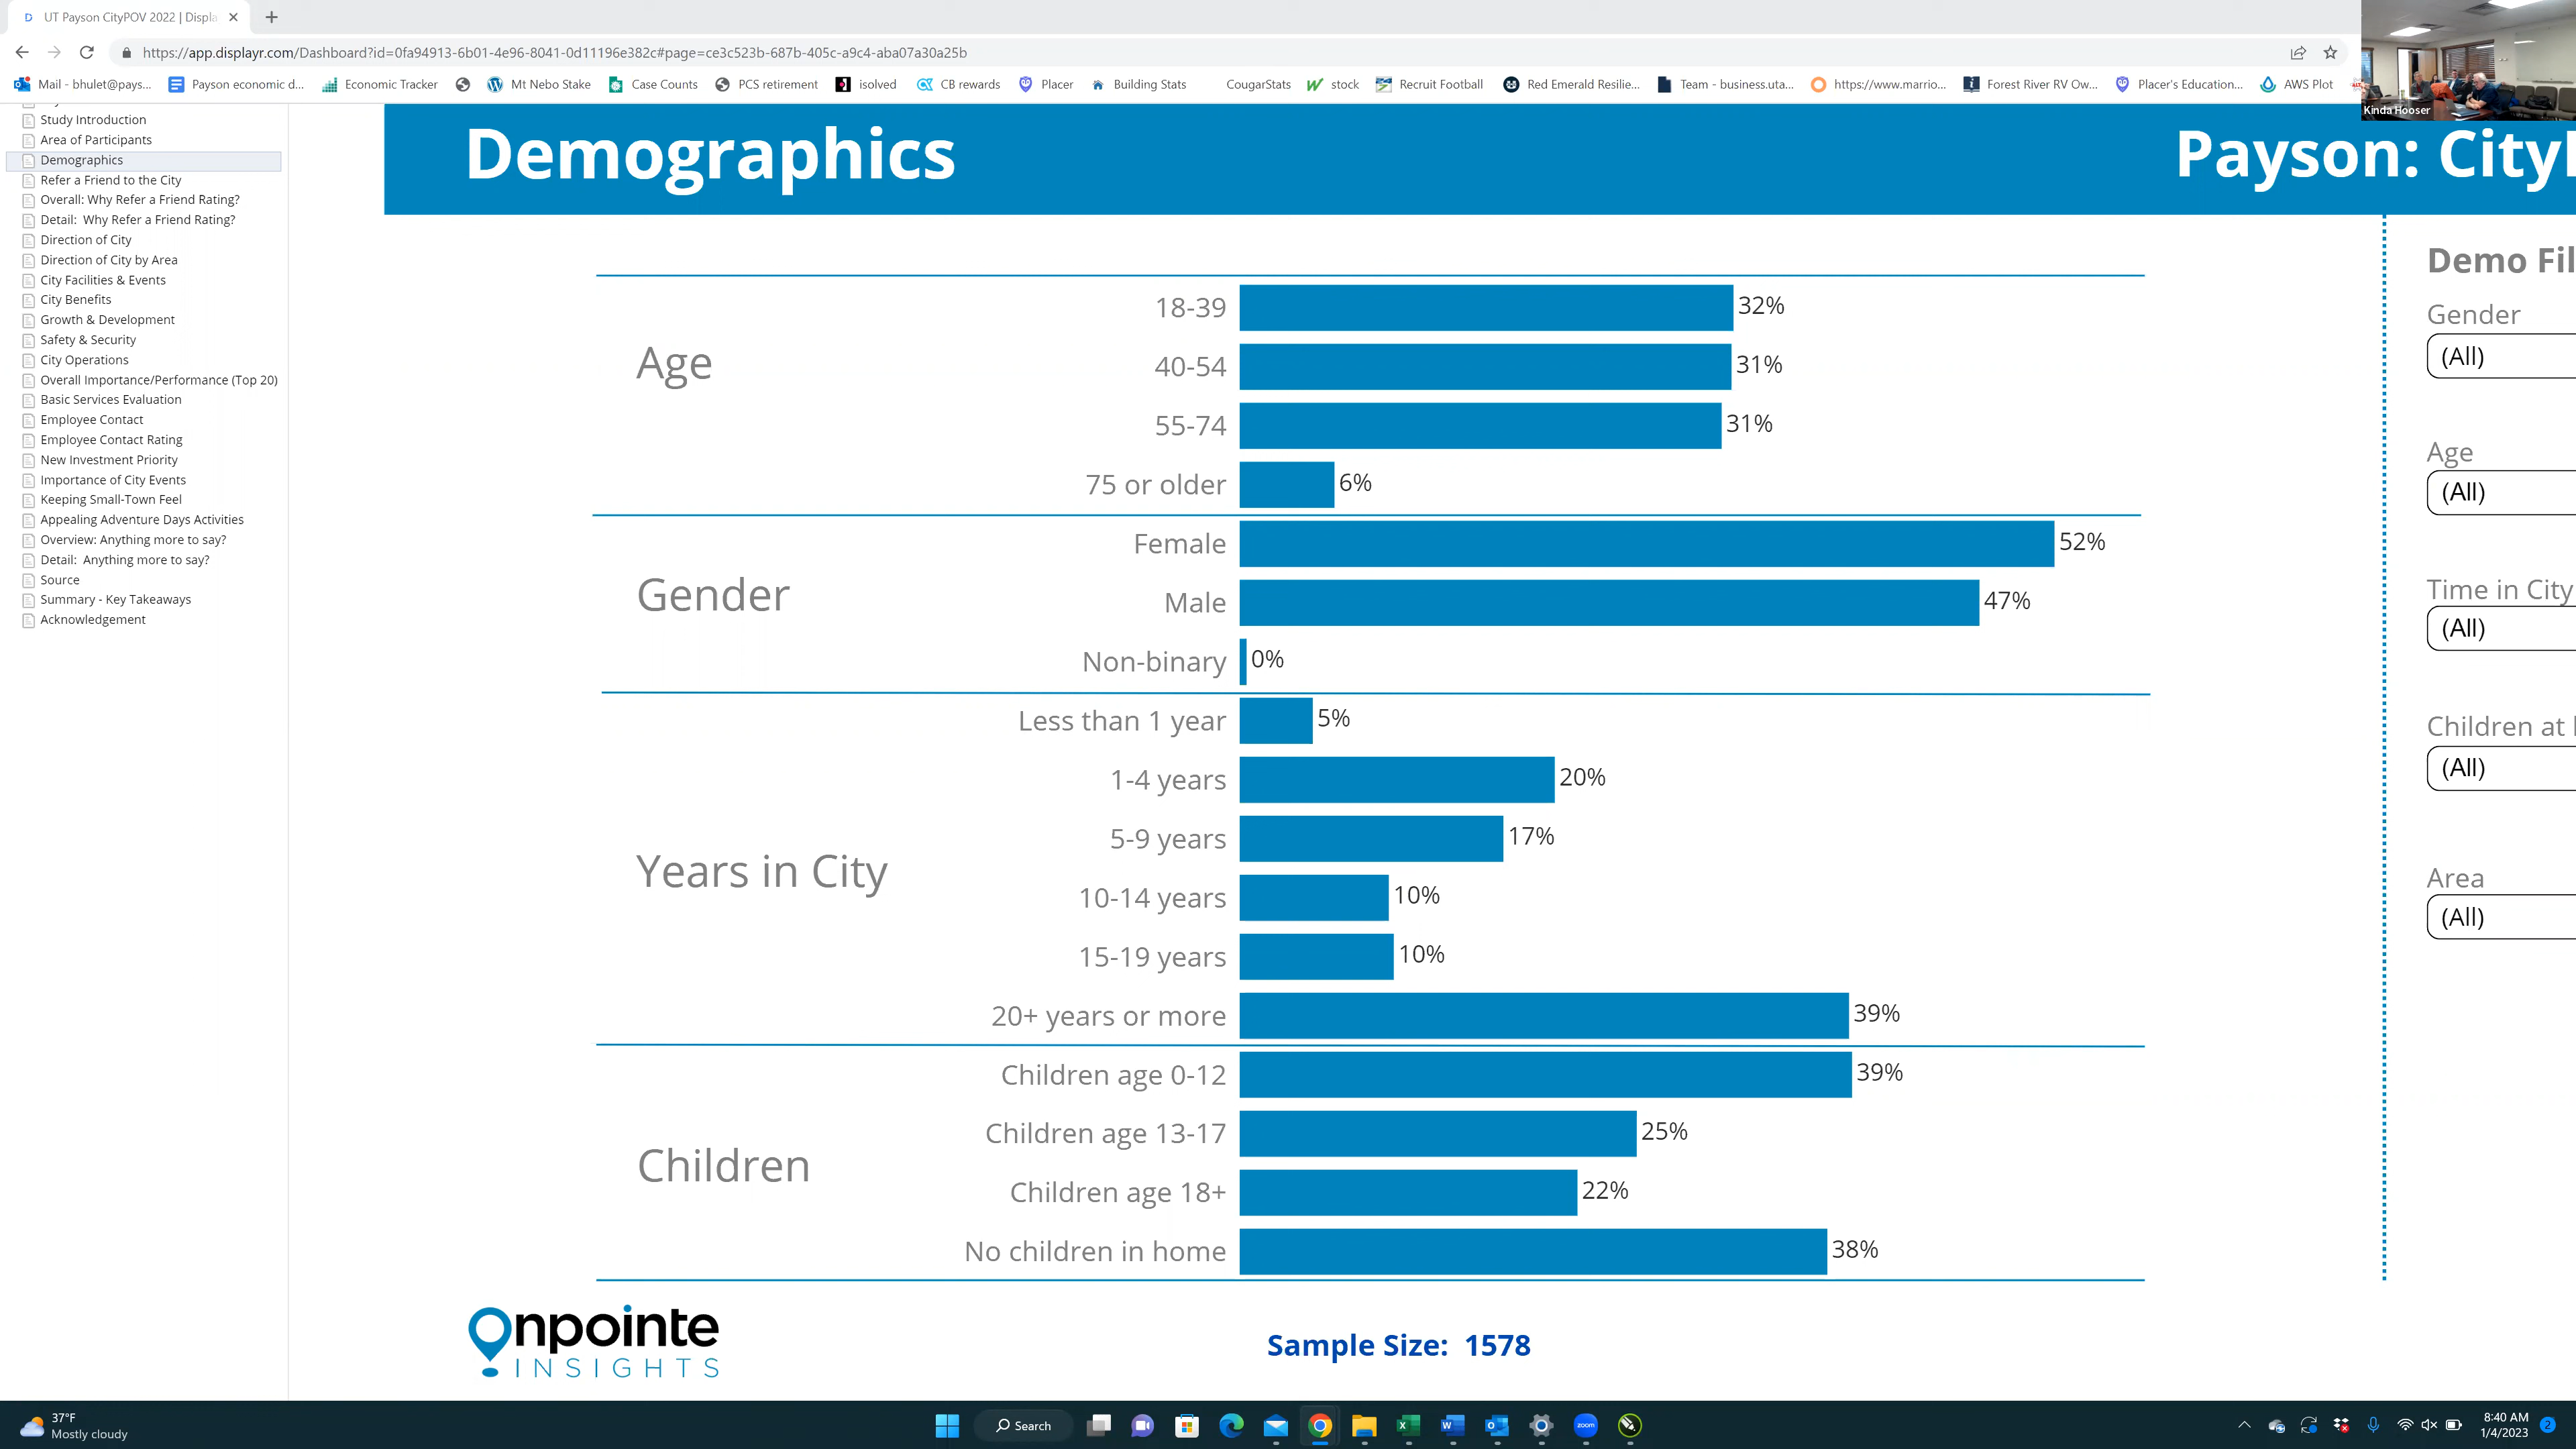 UT Payson CityPOV 2022 | Displa
https://app.displayr.com/Dashboard?id=0fa94913-6b01-4e96-8041-0d11196e382c#page=ce3c523b-687b-405c-a9c4-aba07a30a25b
Mail - bhulet@pays... Payson economic d... Economic Tracker Mt Nebo Stake Case Counts PCS retirement isolved CB rewards Placer Building Stats CougarStats stock Recruit Football Red Emerald Resilie... Team - business.uta... https://www.marrio... Forest River RV Ow... Placer's Education... AWS Plot
Kinda Hooser
Study Introduction
Area of Participants
Demographics
Refer a Friend to the City
Overall: Why Refer a Friend Rating?
Detail: Why Refer a Friend Rating?
Direction of City
Direction of City by Area
City Facilities & Events
City Benefits
Growth & Development
Safety & Security
City Operations
Overall Importance/Performance (Top 20)
Basic Services Evaluation
Employee Contact
Employee Contact Rating
New Investment Priority
Importance of City Events
Keeping Small-Town Feel
Appealing Adventure Days Activities
Overview: Anything more to say?
Detail: Anything more to say?
Source
Summary - Key Takeaways
Acknowledgement
Demographics
Payson: City
Age
18-39 32%
40-54 31%
55-74 31%
75 or older 6%
Gender
Female 52%
Male 47%
Non-binary 0%
Years in City
Less than 1 year 5%
1-4 years 20%
5-9 years 17%
10-14 years 10%
15-19 years 10%
20+ years or more 39%
Children
Children age 0-12 39%
Children age 13-17 25%
Children age 18+ 22%
No children in home 38%
Demo Fil
Gender
(All)
Age
(All)
Time in City
(All)
Children at
(All)
Area
(All)
Onpointe
INSIGHTS
Sample Size: 1578
37°F
Mostly cloudy
Search
zoom
8:40 AM
1/4/2023
2